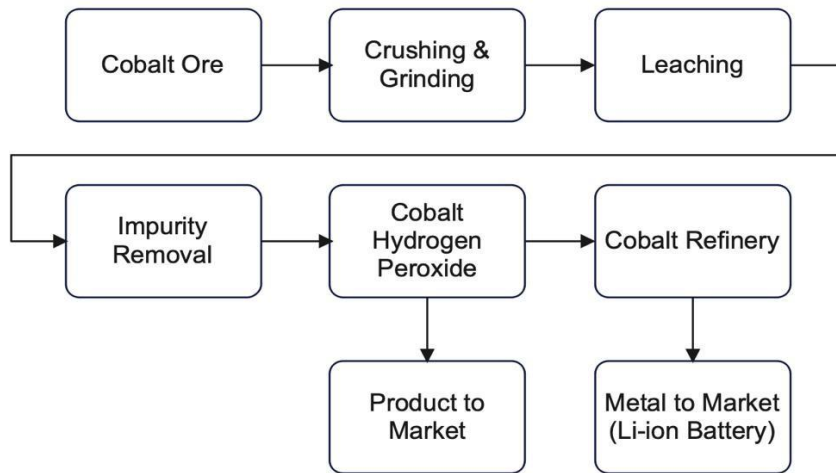 Cobalt Ore
Crushing &
Grinding
Leaching
Impurity
Removal
Cobalt
Hydrogen
Peroxide
Cobalt Refinery
Product to
Market
Metal to Market
(Li-ion Battery)